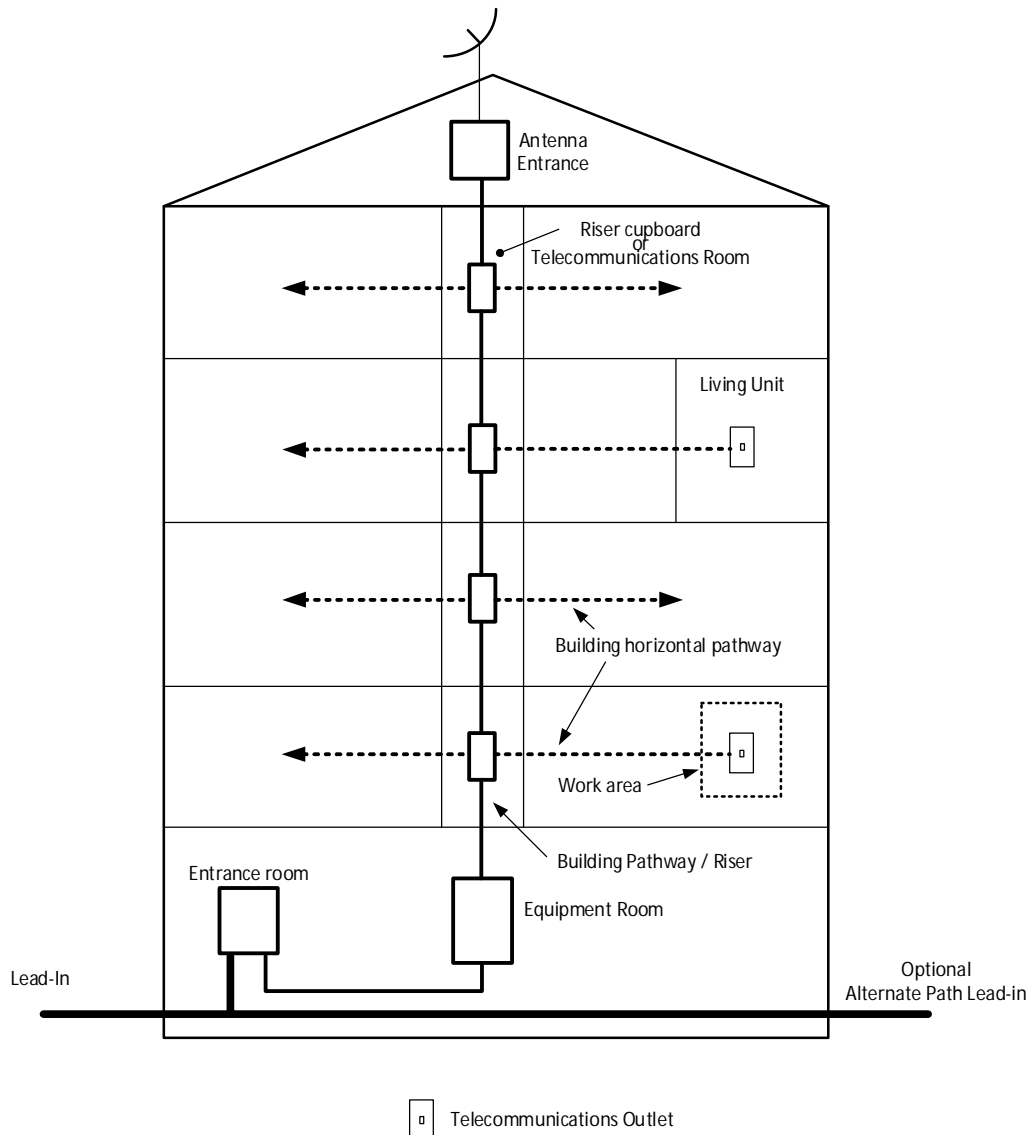 Antenna
Entrance
Riser cupboard
or
Telecommunications Room
Living Unit
Building horizontal pathway
Work area
Building Pathway / Riser
Entrance room
Equipment Room
Lead-In
Optional
Alternate Path Lead-in
Telecommunications Outlet